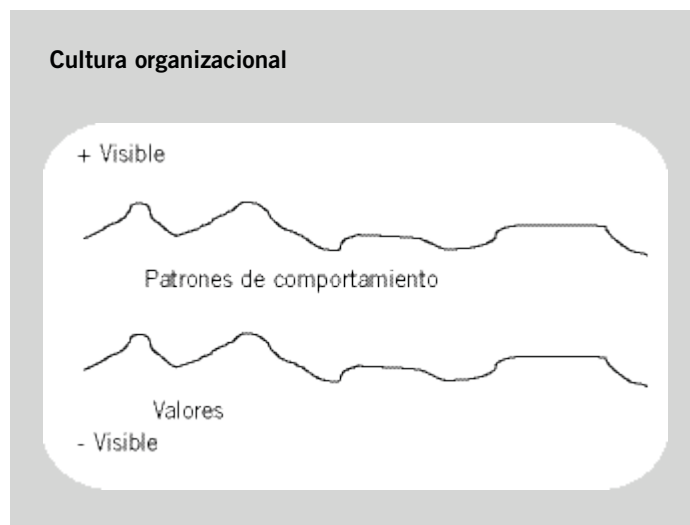 Cultura organizacional
+ Visible
Patrones de comportamiento
Valores
- Visible